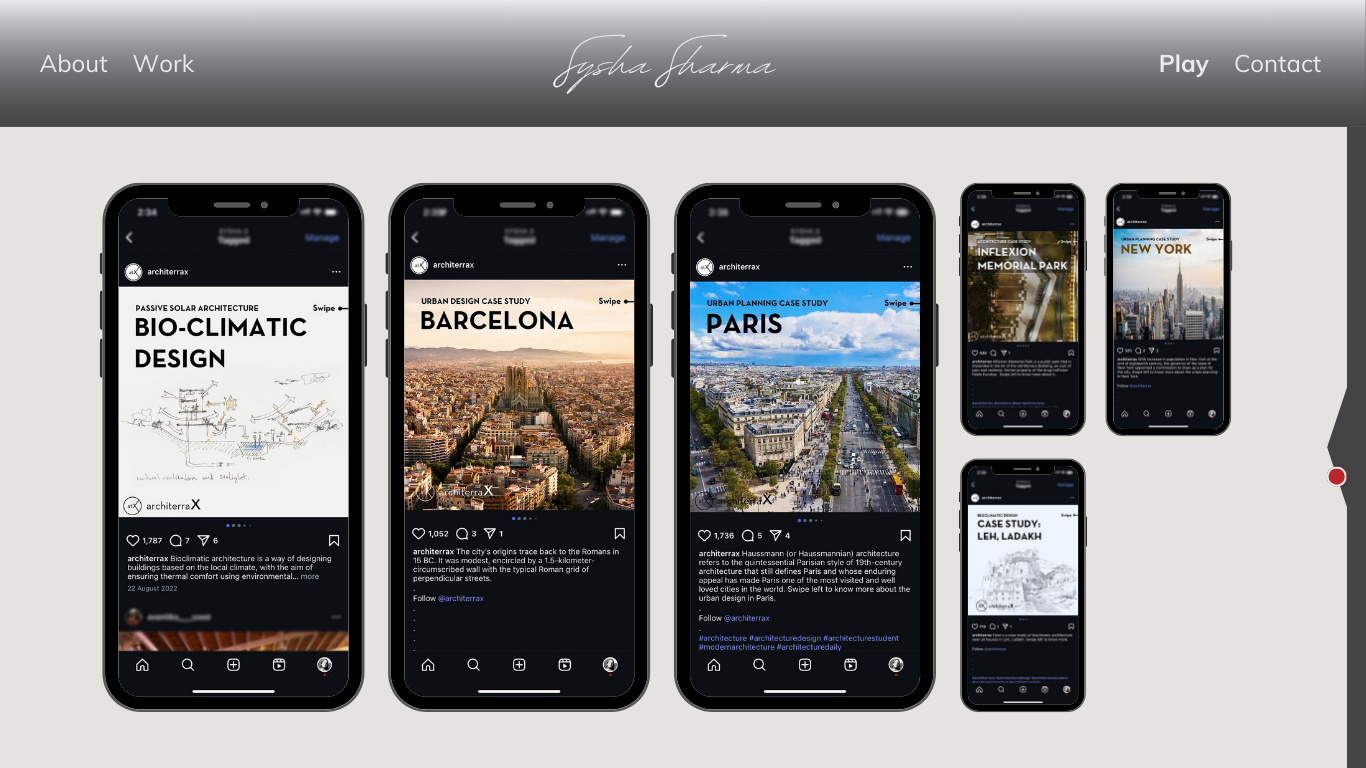 About Work
Sysha Sharma
Play Contact
2:34
Manage
architerrax
PASSIVE SOLAR ARCHITECTURE
Swipe
BIO-CLIMATIC
DESIGN
architerraX
1,787 7 6
architerrax Bioclimatic architecture is a way of designing
buildings based on the local climate, with the aim of
ensuring thermal comfort using environmental... more
22 August 2022
Manage
architerrax
URBAN DESIGN CASE STUDY
Swipe
BARCELONA
architerraX
1,052 3 1
architerrax The city's origins trace back to the Romans in
15 BC. It was modest, encircled by a 1.5-kilometer-
circumscribed wall with the typical Roman grid of
perpendicular streets.
.
Follow @architerrax
.
.
.
.
Manage
architerrax
URBAN PLANNING CASE STUDY
Swipe
PARIS
architerraX
1,736 5 4
architerrax Haussmann (or Haussmannian) architecture
refers to the quintessential Parisian style of 19th-century
architecture that still defines Paris and whose enduring
appeal has made Paris one of the most visited and well
loved cities in the world. Swipe left to know more about the
urban design in Paris.
.
Follow @architerrax
.
#architecture #architecturedesign #architecturestudent
#modernarchitecture #architecturedaily
architerrax
ARCHITECTURE CASE STUDY
INFLEXION
MEMORIAL PARK
architerrax
URBAN PLANNING CASE STUDY
Swipe
NEW YORK
Follow @architerrax
architerrax
BIOCLIMATIC DESIGN
Swipe
CASE STUDY:
LEH, LADAKH
architerraX
Follow @architerrax